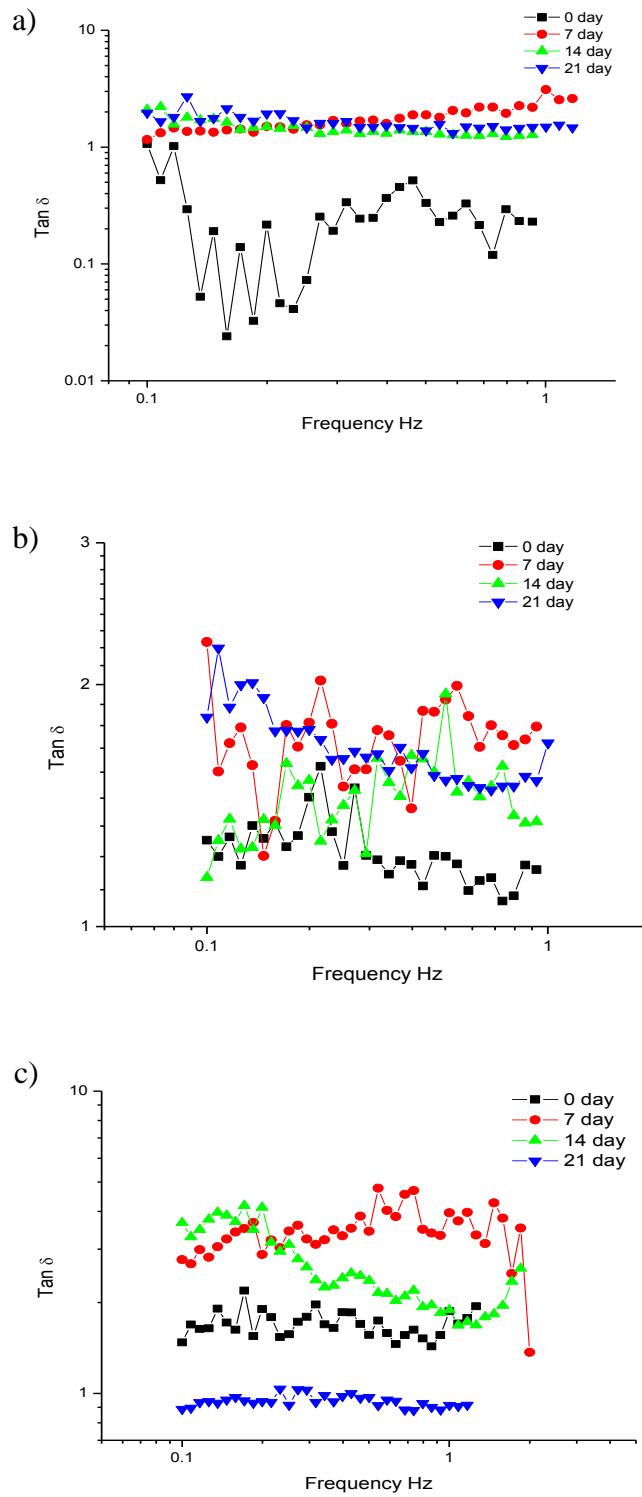 a)
0 day
7 day
14 day
21 day
10
1
0.1
0.01
Tan δ
0.1
1
Frequency Hz
b)
0 day
7 day
14 day
21 day
3
2
1
Tan δ
0.1
1
Frequency Hz
c)
0 day
7 day
14 day
21 day
10
1
Tan δ
0.1
1
Frequency Hz